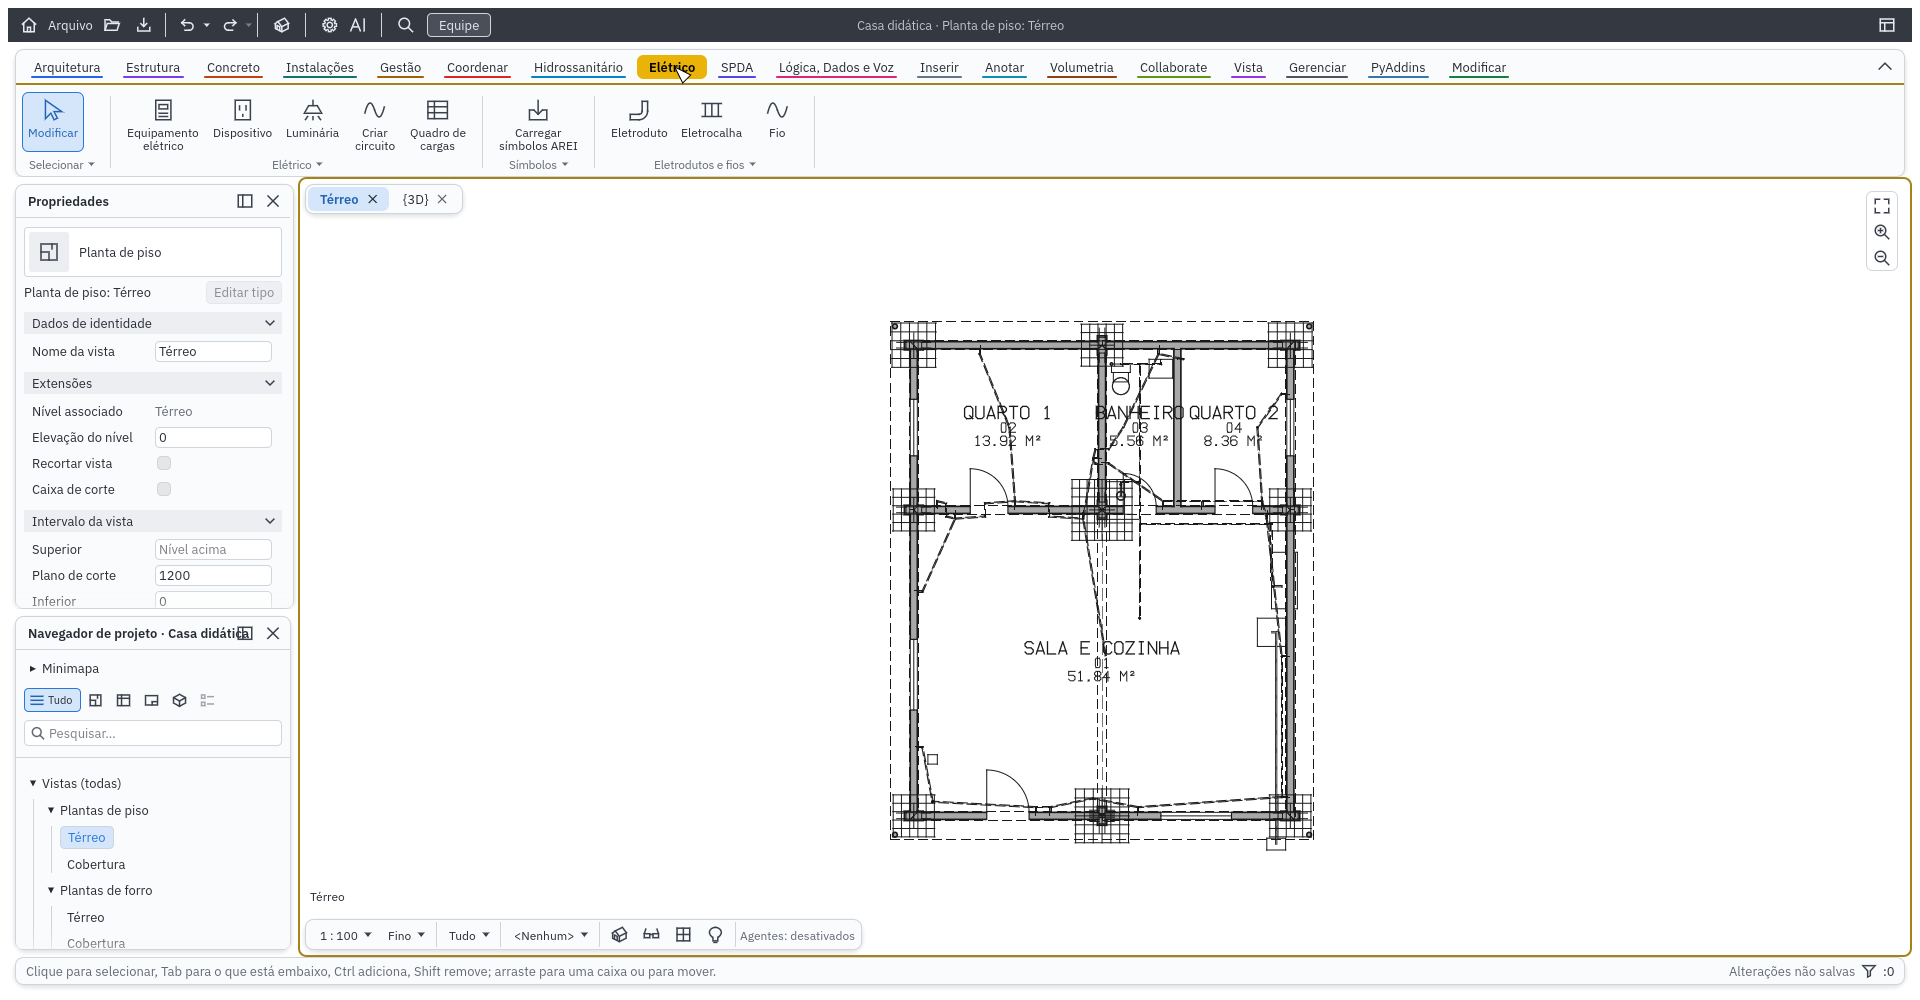 Arquivo
AI
Equipe
Casa didática · Planta de piso: Térreo
Arquitetura
Estrutura
Concreto
Instalações
Gestão
Coordenar
Hidrossanitário
Elétrico
SPDA
Lógica, Dados e Voz
Inserir
Anotar
Volumetria
Collaborate
Vista
Gerenciar
PyAddins
Modificar
Modificar
Equipamento elétrico
Dispositivo
Luminária
Criar circuito
Quadro de cargas
Carregar símbolos AREI
Eletroduto
Eletrocalha
Fio
Selecionar
Elétrico
Símbolos
Eletrodutos e fios
Propriedades
Planta de piso
Planta de piso: Térreo
Editar tipo
Dados de identidade
Nome da vista
Térreo
Extensões
Nível associado
Térreo
Elevação do nível
0
Recortar vista
Caixa de corte
Intervalo da vista
Superior
Nível acima
Plano de corte
1200
Inferior
0
Navegador de projeto · Casa didática
Minimapa
Tudo
Pesquisar...
Vistas (todas)
Plantas de piso
Térreo
Cobertura
Plantas de forro
Térreo
Cobertura
Térreo
{3D}
QUARTO 1
02
13.92 M²
BANHEIRO
03
5.56 M²
QUARTO 2
04
8.36 M²
SALA E COZINHA
01
51.84 M²
Térreo
1 : 100
Fino
Tudo
<Nenhum>
Agentes: desativados
Clique para selecionar, Tab para o que está embaixo, Ctrl adiciona, Shift remove; arraste para uma caixa ou para mover.
Alterações não salvas
:0